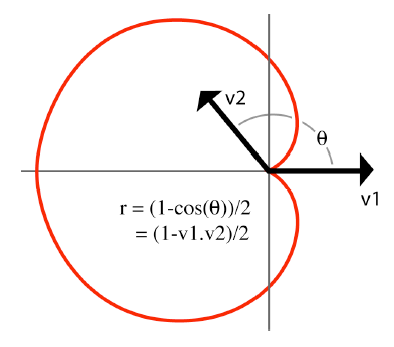 v2
θ
v1
r = (1-cos(θ))/2
= (1-v1.v2)/2